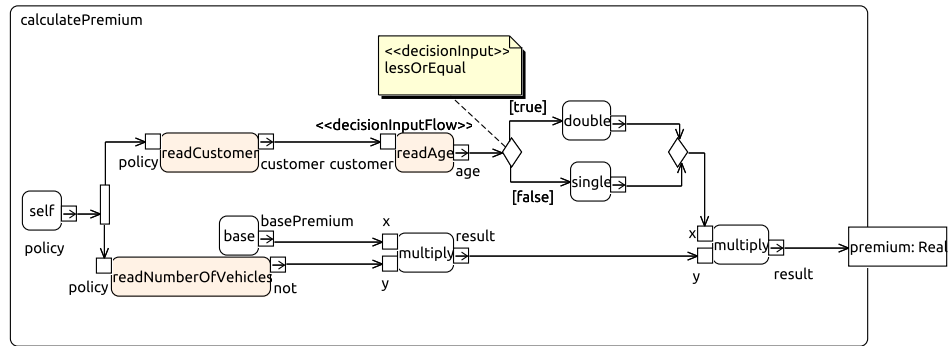 calculatePremium
<<decisionInput>>
lessOrEqual
[true]
double
<<decisionInputFlow>>
policy
readCustomer
customer
customer
readAge
age
single
[false]
self
policy
base
basePremium
x
multiply
result
y
policy
readNumberOfVehicles
not
x
multiply
y
result
premium: Real